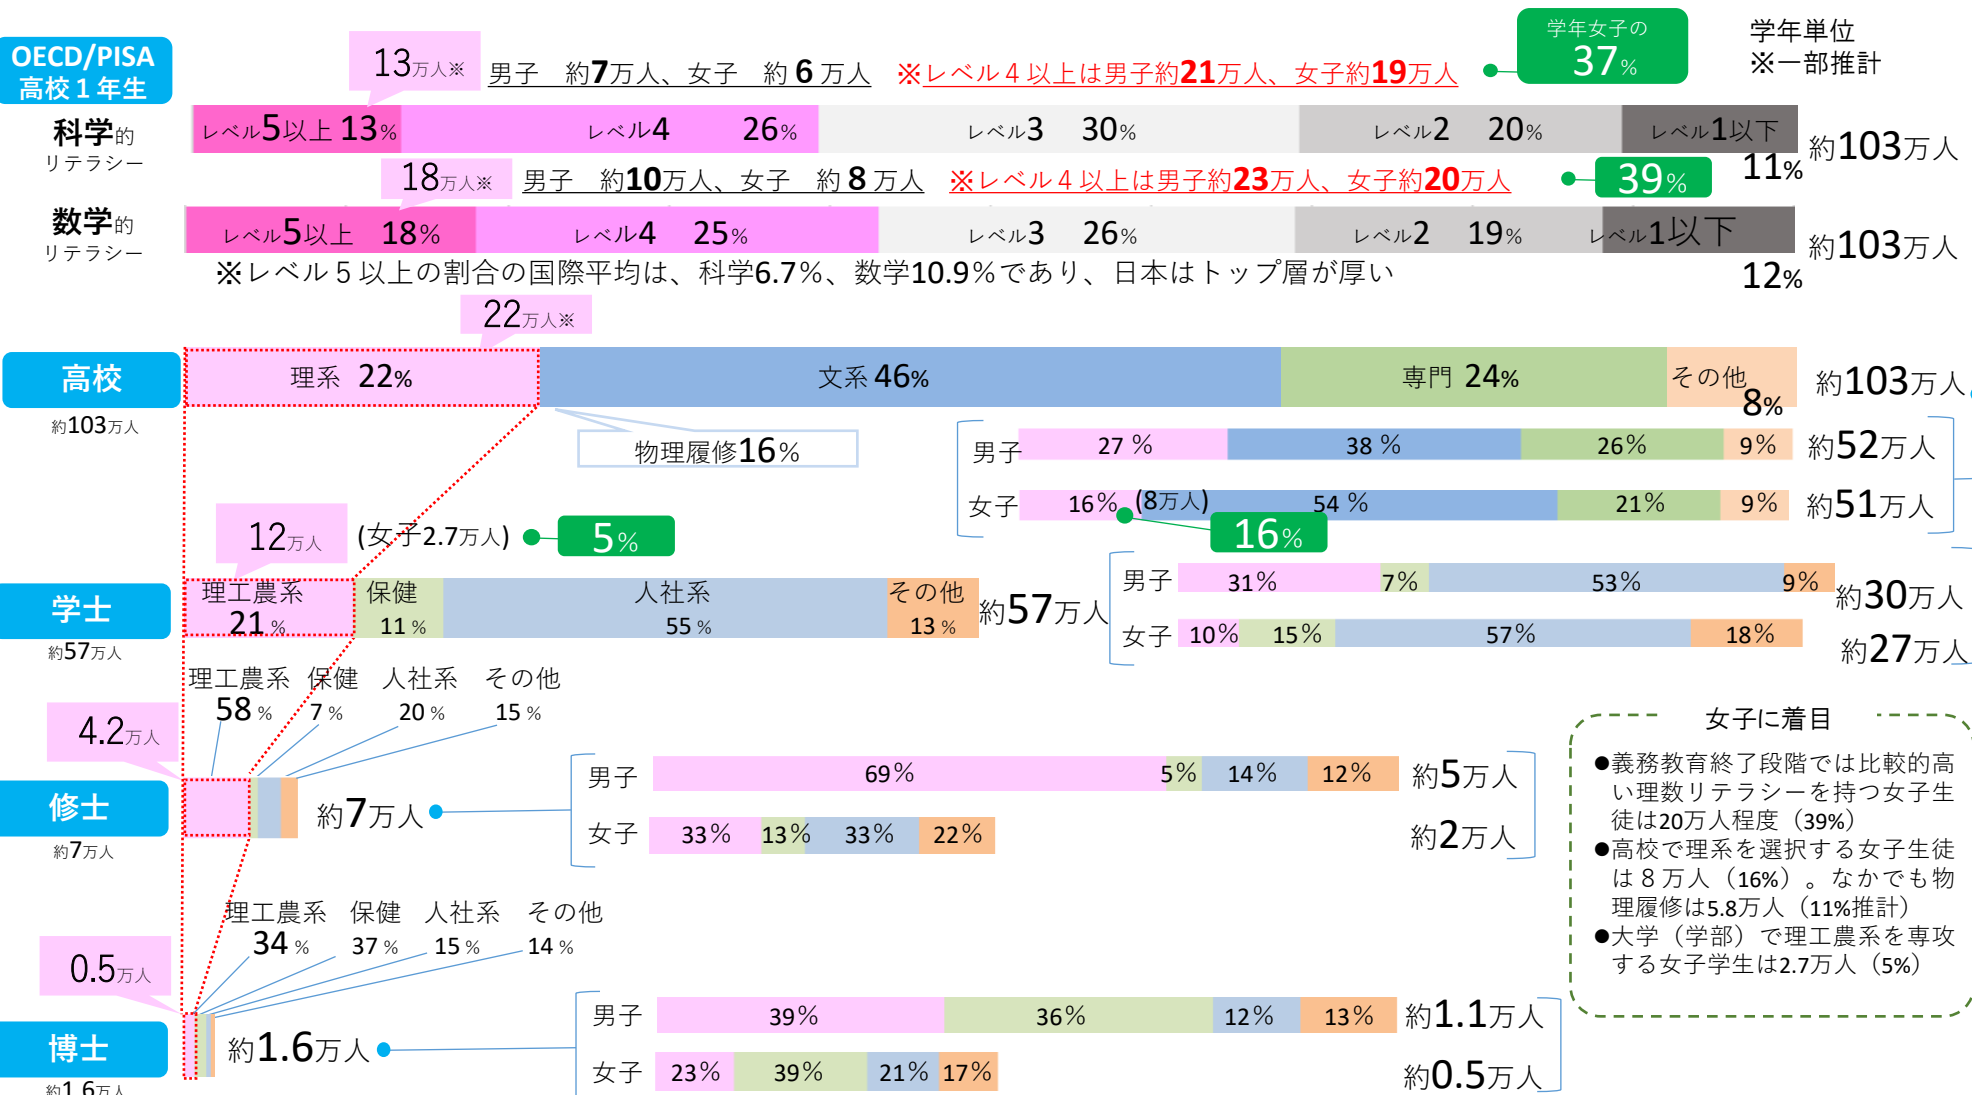 OECD/PISA
高校１年生
13万人※
男子　約7万人、女子　約６万人　※レベル４以上は男子約21万人、女子約19万人
学年女子の
37%
学年単位
※一部推計
科学的
リテラシー
レベル5以上 13%
レベル4　26%
レベル3　30%
レベル2　20%
レベル1以下
11%
約103万人
18万人※
男子　約10万人、女子　約８万人　※レベル４以上は男子約23万人、女子約20万人
39%
数学的
リテラシー
レベル5以上　18%
レベル4　25%
レベル3　26%
レベル2　19%
レベル1以下
12%
約103万人
※レベル５以上の割合の国際平均は、科学6.7％、数学10.9％であり、日本はトップ層が厚い
22万人※
高校
約103万人
理系 22%
文系 46%
専門 24%
その他
8%
約103万人
物理履修16％
男子
27 %
38 %
26%
9%
約52万人
女子
16%
(8万人)
54 %
21%
9%
約51万人
16%
12万人
(女子2.7万人)
5%
学士
約57万人
理工農系
21 %
保健
11 %
人社系
55 %
その他
13 %
約57万人
男子
31%
7%
53%
9%
約30万人
女子
10%
15%
57%
18%
約27万人
4.2万人
修士
約7万人
理工農系
58 %
保健
7 %
人社系
20 %
その他
15 %
約7万人
男子
69%
5%
14%
12%
約5万人
女子
33%
13%
33%
22%
約2万人
0.5万人
博士
約1.6万人
理工農系
34 %
保健
37 %
人社系
15 %
その他
14 %
約1.6万人
男子
39%
36%
12%
13%
約1.1万人
女子
23%
39%
21%
17%
約0.5万人
女子に着目
●義務教育終了段階では比較的高
い理数リテラシーを持つ女子生
徒は20万人程度（39%）
●高校で理系を選択する女子生徒
は８万人（16%）。なかでも物
理履修は5.8万人（11%推計）
●大学（学部）で理工農系を専攻
する女子学生は2.7万人（5%）